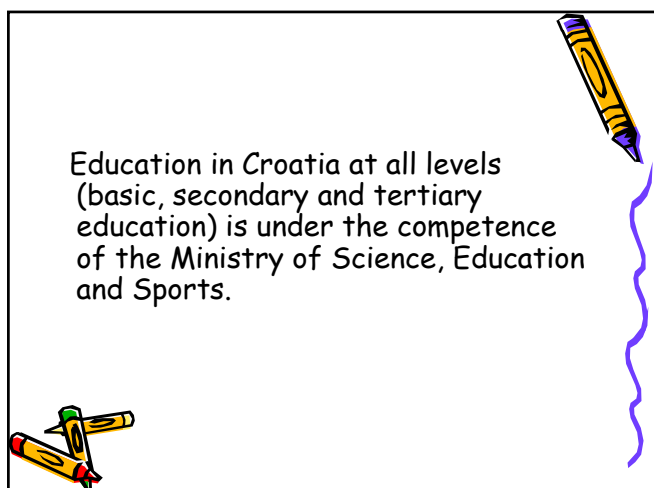 Education in Croatia at all levels
(basic, secondary and tertiary
education) is under the competence
of the Ministry of Science, Education
and Sports.